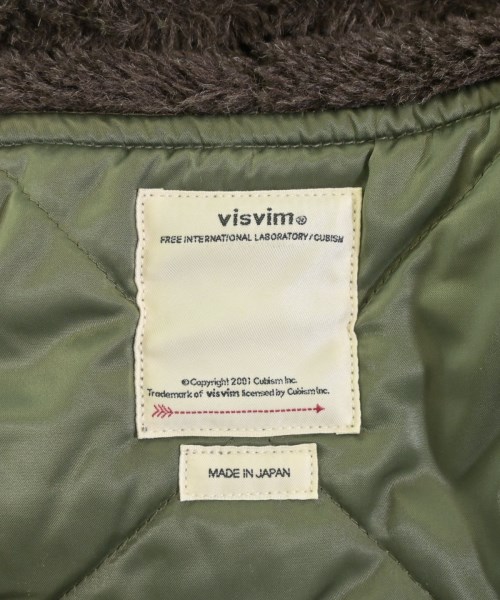 visvim®
FREE INTERNATIONAL LABORATORY/CUBISM
©Copyright 2001 Cubism Inc.
Trademark of visvim licensed by Cubism Inc.
MADE IN JAPAN